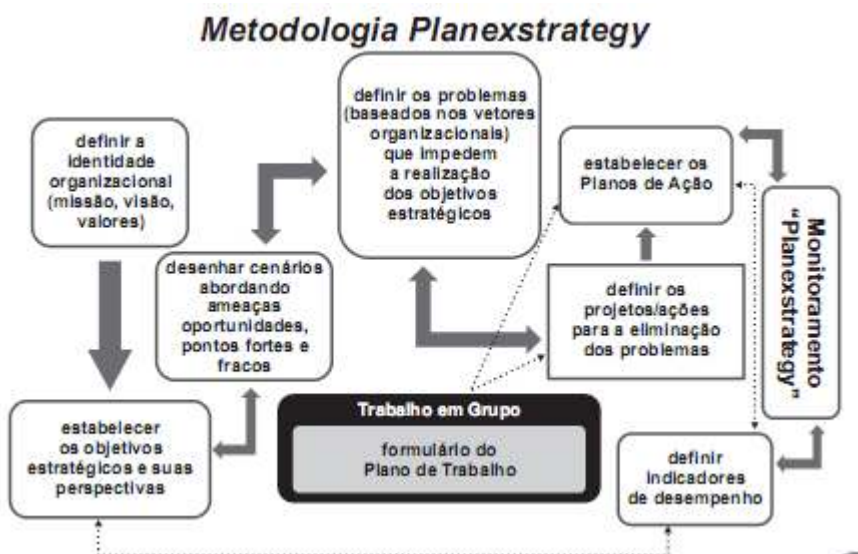 Metodologia Planexstrategy
definir a
identidade
organizacional
(missão, visão,
valores)
estabelecer
os objetivos
estratégicos e suas
perspectivas
desenhar cenários
abordando
ameaças
oportunidades,
pontos fortes e
fracos
definir os problemas
(baseados nos vetores
organizacionais)
que impedem
a realização
dos objetivos
estratégicos
definir os
projetos/ações
para a eliminação
dos problemas
estabelecer os
Planos de Ação
Monitoramento
“Planexstrategy”
definir
indicadores
de desempenho
Trabalho em Grupo
formulário do
Plano de Trabalho